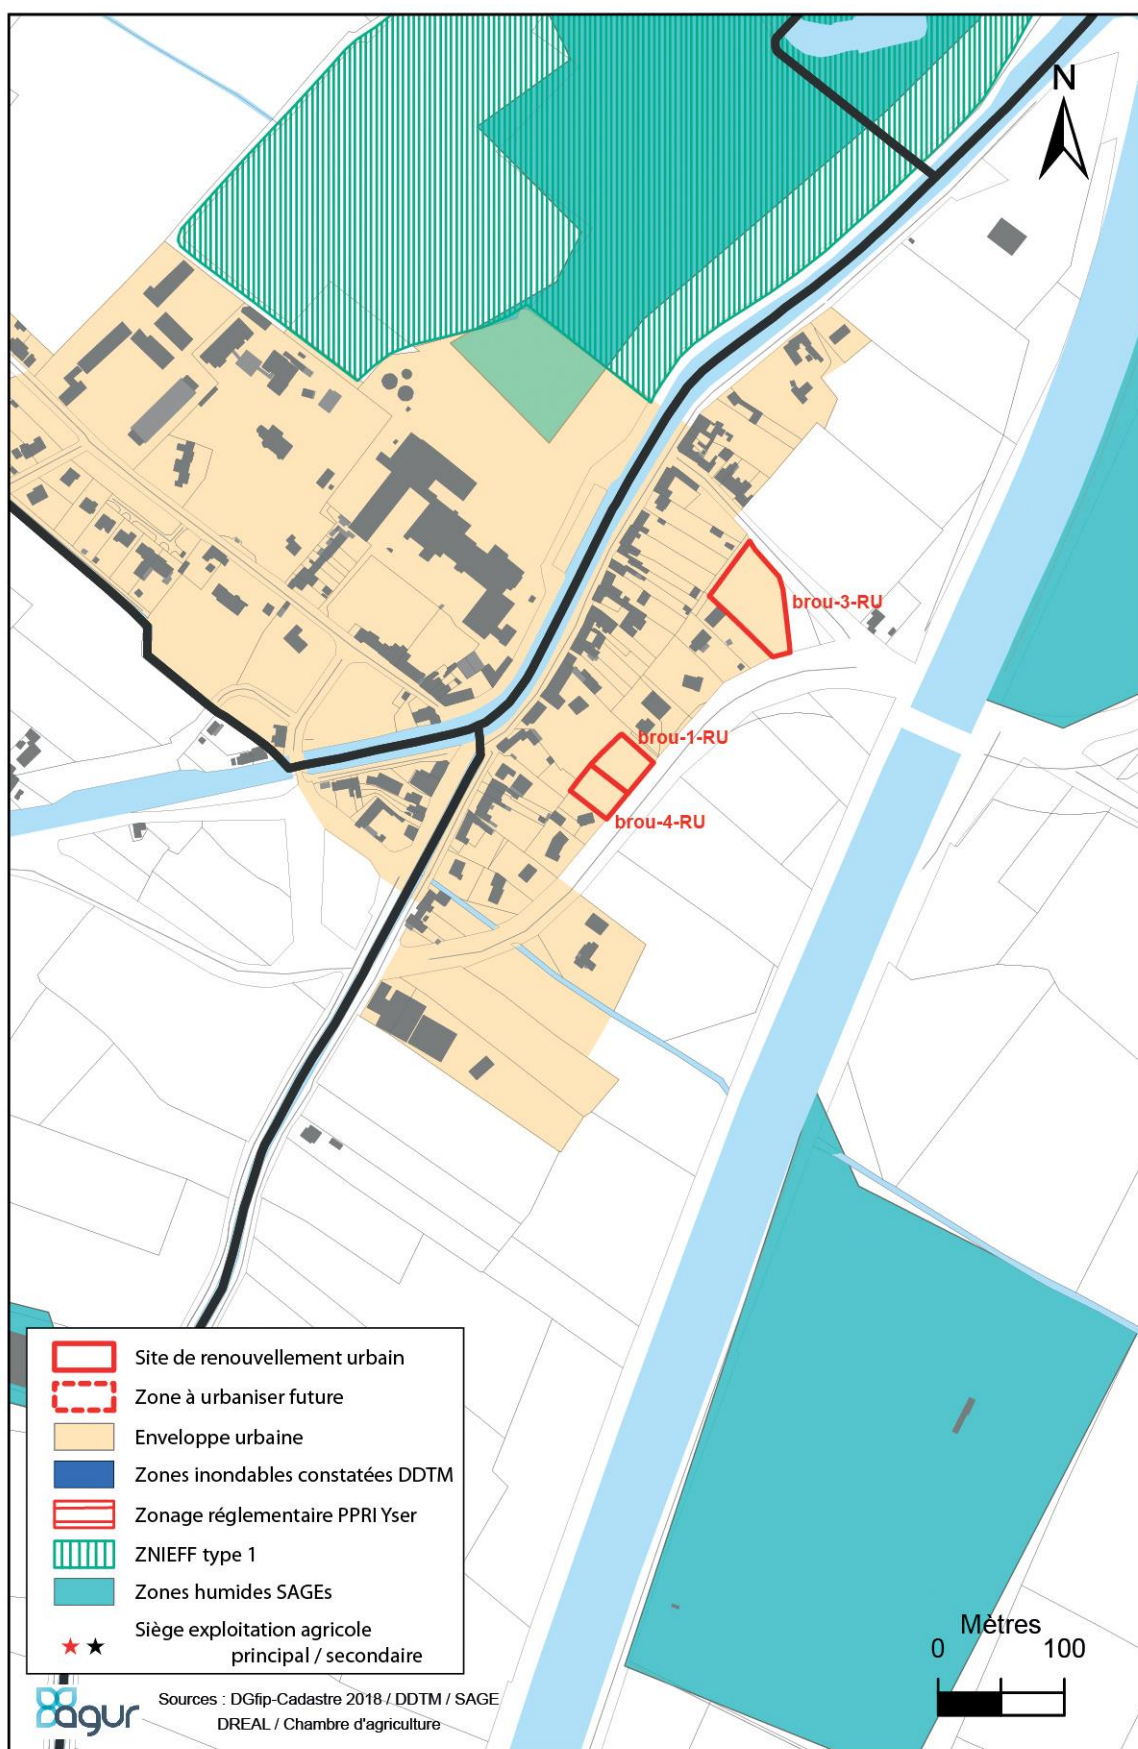 N
brou-3-RU
brou-1-RU
brou-4-RU
Site de renouvellement urbain
Zone à urbaniser future
Enveloppe urbaine
Zones inondables constatées DDTM
Zonage réglementaire PPRI Yser
ZNIEFF type 1
Zones humides SAGEs
Siège exploitation agricole
principal / secondaire
Mètres
0 100
agur
Sources : DGfip-Cadastre 2018 / DDTM / SAGE
DREAL / Chambre d'agriculture